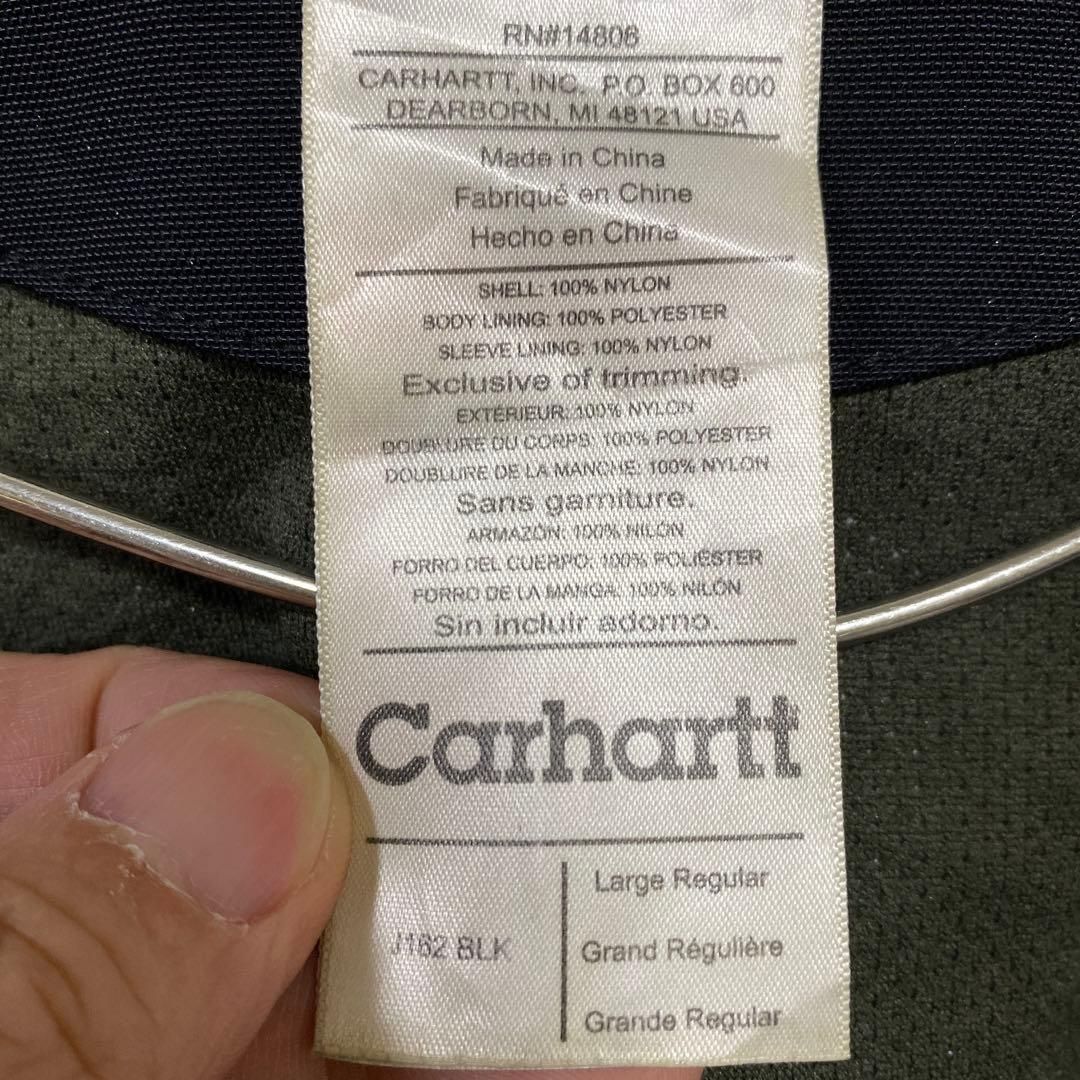 RN#14806
CARHARTT, INC. P.O. BOX 600
DEARBORN, MI 48121 USA
Made in China
Fabriqué en Chine
Hecho en China
SHELL: 100% NYLON
BODY LINING: 100% POLYESTER
SLEEVE LINING: 100% NYLON
Exclusive of trimming.
EXTÉRIEUR: 100% NYLON
DOUBLURE DU CORPS: 100% POLYESTER
DOUBLURE DE LA MANCHE: 100% NYLON
Sans garniture.
ARMAZÓN: 100% NILÓN
FORRO DEL CUERPO: 100% POLIÉSTER
FORRO DE LA MANGA: 100% NILÓN
Sin incluir adorno.
Carhartt
J162 BLK
Large Regular
Grand Régulière
Grande Regular